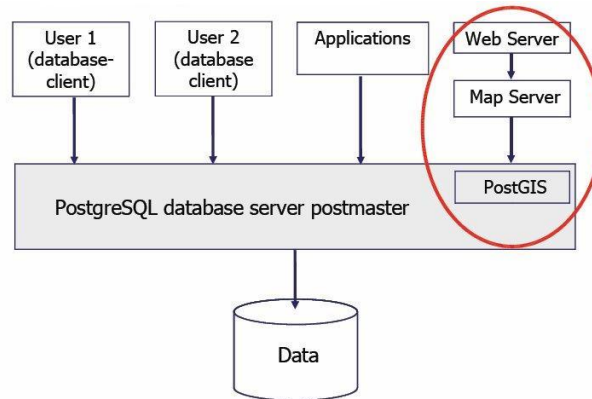 User 1
(database-
client)
User 2
(database
client)
Applications
Web Server
Map Server
PostGIS
PostgreSQL database server postmaster
Data